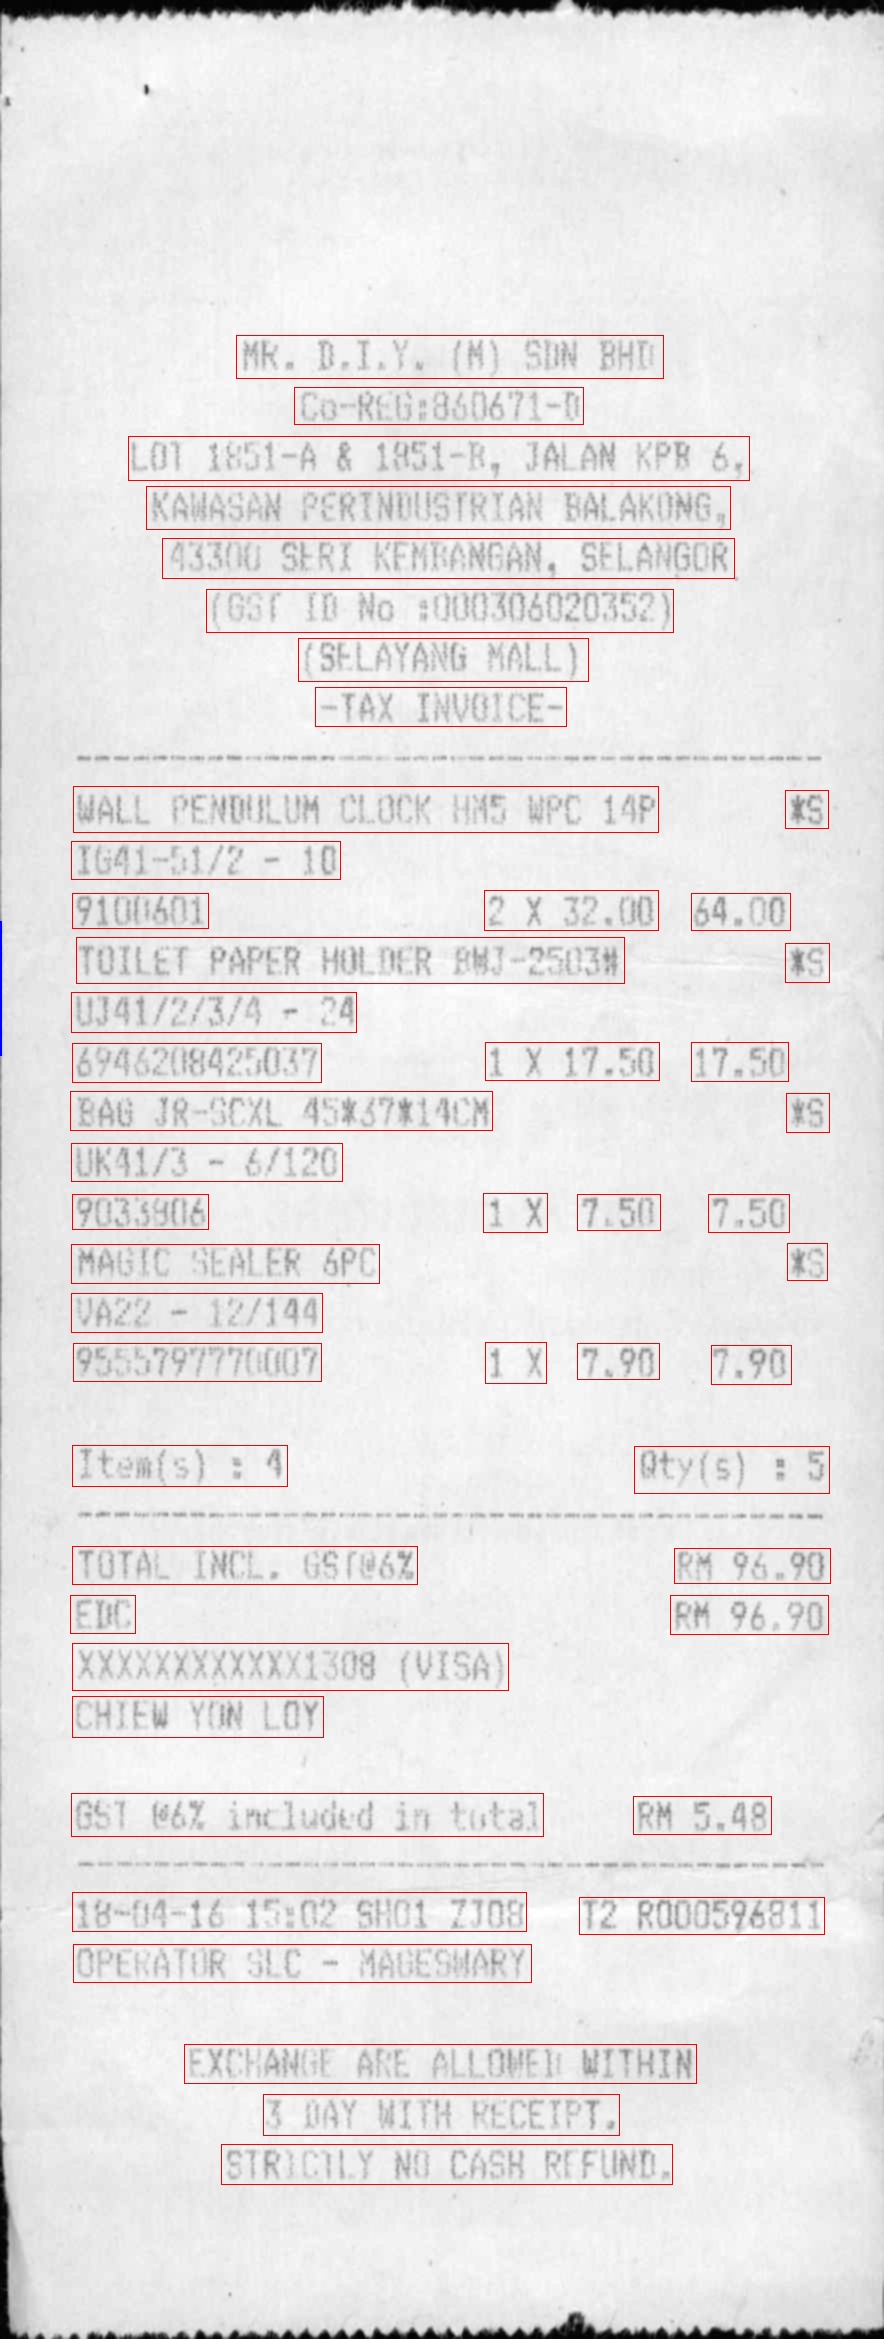 MR. D.I.Y. (M) SDN BHD
Co-REG:860671-D
LOT 1851-A & 1851-B, JALAN KPB 6,
KAWASAN PERINDUSTRIAN BALAKONG,
43300 SERI KEMBANGAN, SELANGOR
(GST ID No :000306020352)
(SELAYANG MALL)
-TAX INVOICE-
WALL PENDULUM CLOCK HM5 WPC 14P *S
IG41-51/2 - 10
9100601 2 X 32.00 64.00
TOILET PAPER HOLDER BWJ-2503# *S
UJ41/2/3/4 - 24
6946208425037 1 X 17.50 17.50
BAG JR-SCXL 45*37*14CM *S
UK41/3 - 6/120
9033906 1 X 7.50 7.50
MAGIC SEALER 6PC *S
VA22 - 12/144
9555797770007 1 X 7.90 7.90
Item(s) : 4 Qty(s) : 5
TOTAL INCL. GST@6% RM 96.90
EDC RM 96.90
XXXXXXXXXXXX1308 (VISA)
CHIEW YON LOY
GST @6% included in total RM 5.48
18-04-16 15:02 SH01 ZJ08 T2 R000596811
OPERATOR SLC - MAGESWARY
EXCHANGE ARE ALLOWED WITHIN
3 DAY WITH RECEIPT.
STRICTLY NO CASH REFUND.